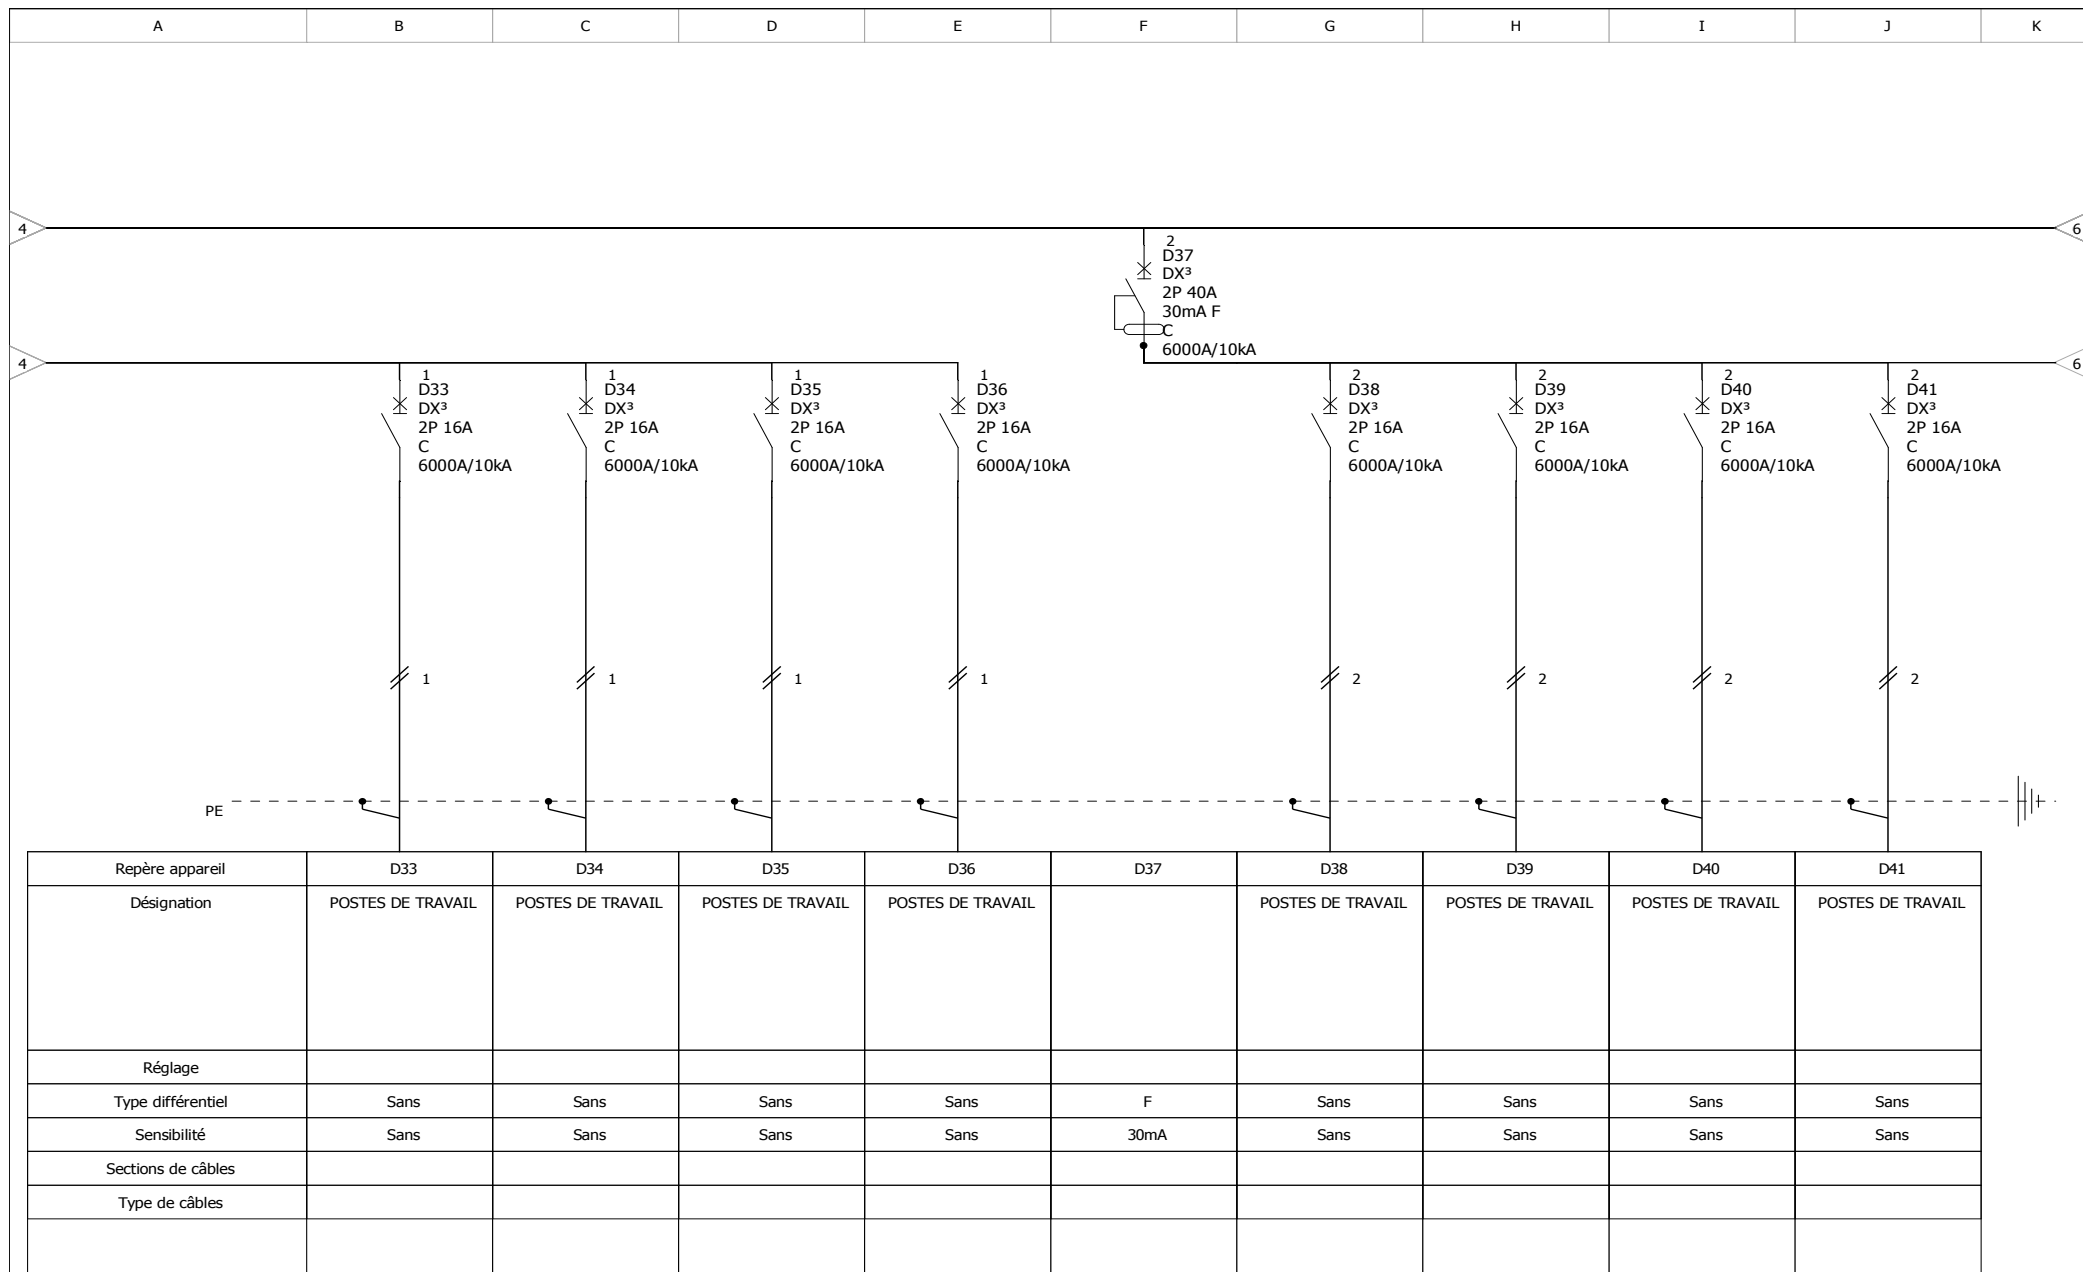 A B C D E F G H I J K
4 6
2
D37
DX³
2P 40A
30mA F
C
6000A/10kA
4 6
1 1 1 1 2 2 2 2
D33 D34 D35 D36 D38 D39 D40 D41
DX³ DX³ DX³ DX³ DX³ DX³ DX³ DX³
2P 16A 2P 16A 2P 16A 2P 16A 2P 16A 2P 16A 2P 16A 2P 16A
C C C C C C C C
6000A/10kA 6000A/10kA 6000A/10kA 6000A/10kA 6000A/10kA 6000A/10kA 6000A/10kA 6000A/10kA
1 1 1 1 2 2 2 2
PE
Repère appareil D33 D34 D35 D36 D37 D38 D39 D40 D41
Désignation POSTES DE TRAVAIL POSTES DE TRAVAIL POSTES DE TRAVAIL POSTES DE TRAVAIL POSTES DE TRAVAIL POSTES DE TRAVAIL POSTES DE TRAVAIL POSTES DE TRAVAIL
Réglage
Type différentiel Sans Sans Sans Sans F Sans Sans Sans Sans
Sensibilité Sans Sans Sans Sans 30mA Sans Sans Sans Sans
Sections de câbles
Type de câbles